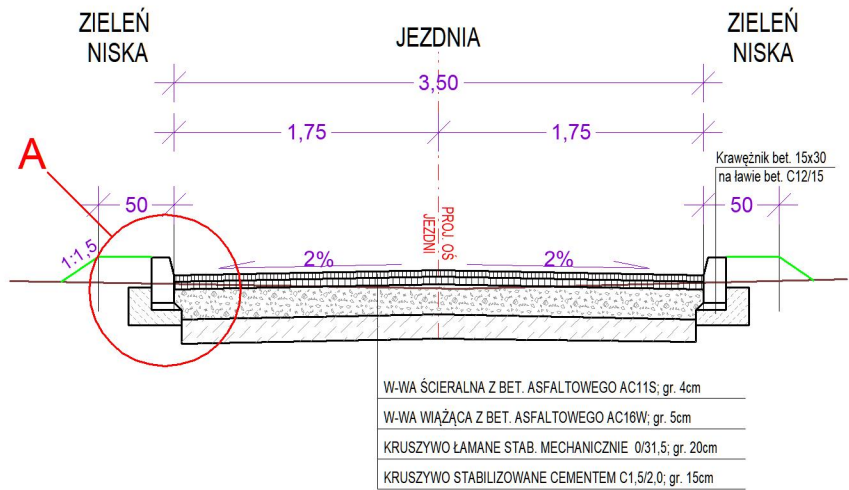 ZIELEŃ
NISKA
JEZDNIA
ZIELEŃ
NISKA
3,50
1,75
1,75
A
Krawężnik bet. 15x30
na ławie bet. C12/15
50
50
PROJ. OŚ
JEZDNI
1:1,5
2%
2%
W-WA ŚCIERALNA Z BET. ASFALTOWEGO AC11S; gr. 4cm
W-WA WIĄŻĄCA Z BET. ASFALTOWEGO AC16W; gr. 5cm
KRUSZYWO ŁAMANE STAB. MECHANICZNIE 0/31,5; gr. 20cm
KRUSZYWO STABILIZOWANE CEMENTEM C1,5/2,0; gr. 15cm